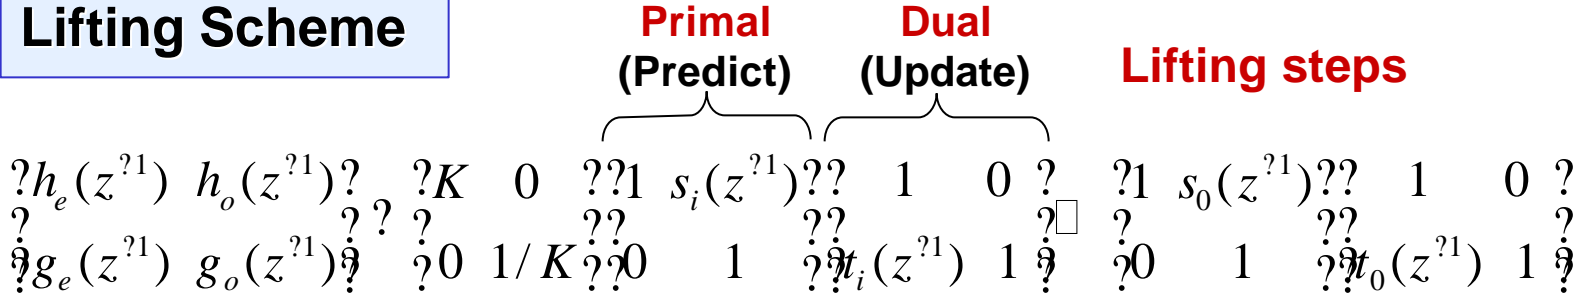 Lifting Scheme
Primal
(Predict)
Dual
(Update)
Lifting steps
?h_e(z^{?1}) h_o(z^{?1})? ?K 0 ??1 s_i(z^{?1})?? 1 0 ? ?1 s_0(z^{?1})?? 1 0 ?
? ? ? ? ?? ?? ?□ ? ?? ?
?g_e(z^{?1}) g_o(z^{?1})? ?0 1/K ??0 1 ??t_i(z^{?1}) 1 ? ?0 1 ??t_0(z^{?1}) 1 ?